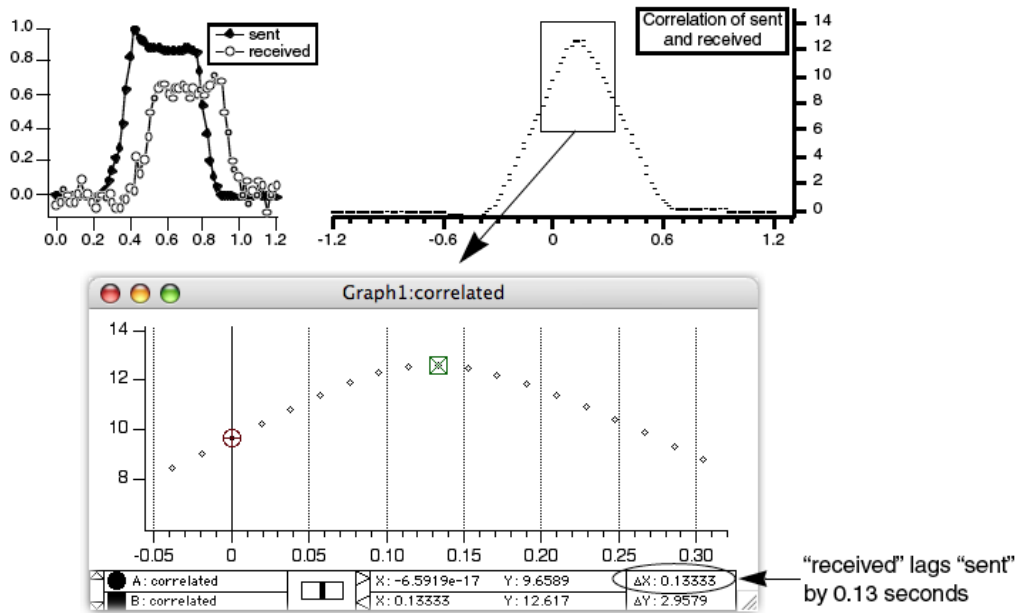 1.0
0.8
0.6
0.4
0.2
0.0
0.0 0.2 0.4 0.6 0.8 1.0 1.2
sent
received
Correlation of sent
and received
14
12
10
8
6
4
2
0
-1.2 -0.6 0 0.6 1.2
Graph1:correlated
14
12
10
8
-0.05 0 0.05 0.10 0.15 0.20 0.25 0.30
A: correlated X: -6.5919e-17 Y: 9.6589 ΔX: 0.13333
B: correlated X: 0.13333 Y: 12.617 ΔY: 2.9579
"received" lags "sent"
by 0.13 seconds